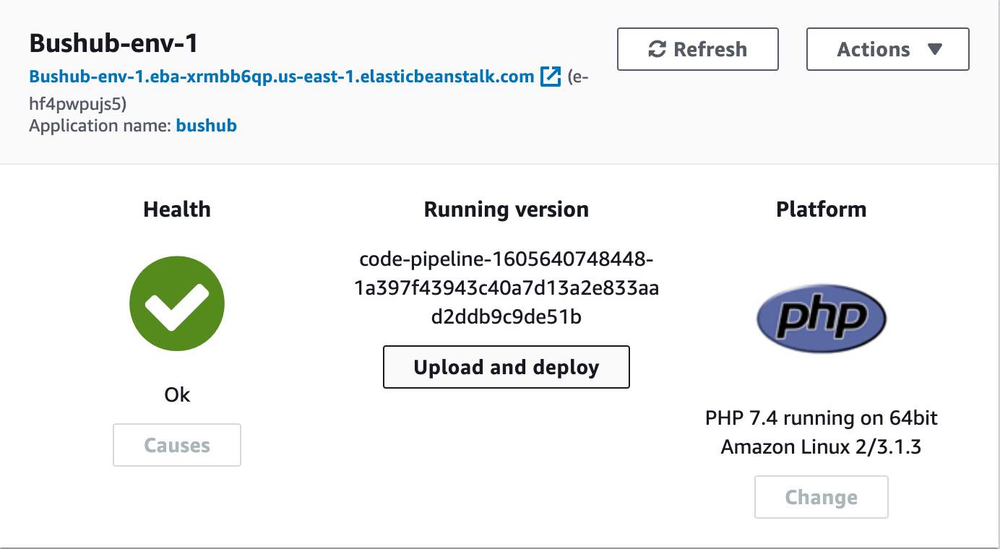 Bushub-env-1
Refresh
Actions
Bushub-env-1.eba-xrmbb6qp.us-east-1.elasticbeanstalk.com (e-
hf4pwpujs5)
Application name: bushub
Health
Running version
Platform
code-pipeline-1605640748448-
1a397f43943c40a7d13a2e833aa
d2ddb9c9de51b
Upload and deploy
Ok
Causes
php
PHP 7.4 running on 64bit
Amazon Linux 2/3.1.3
Change